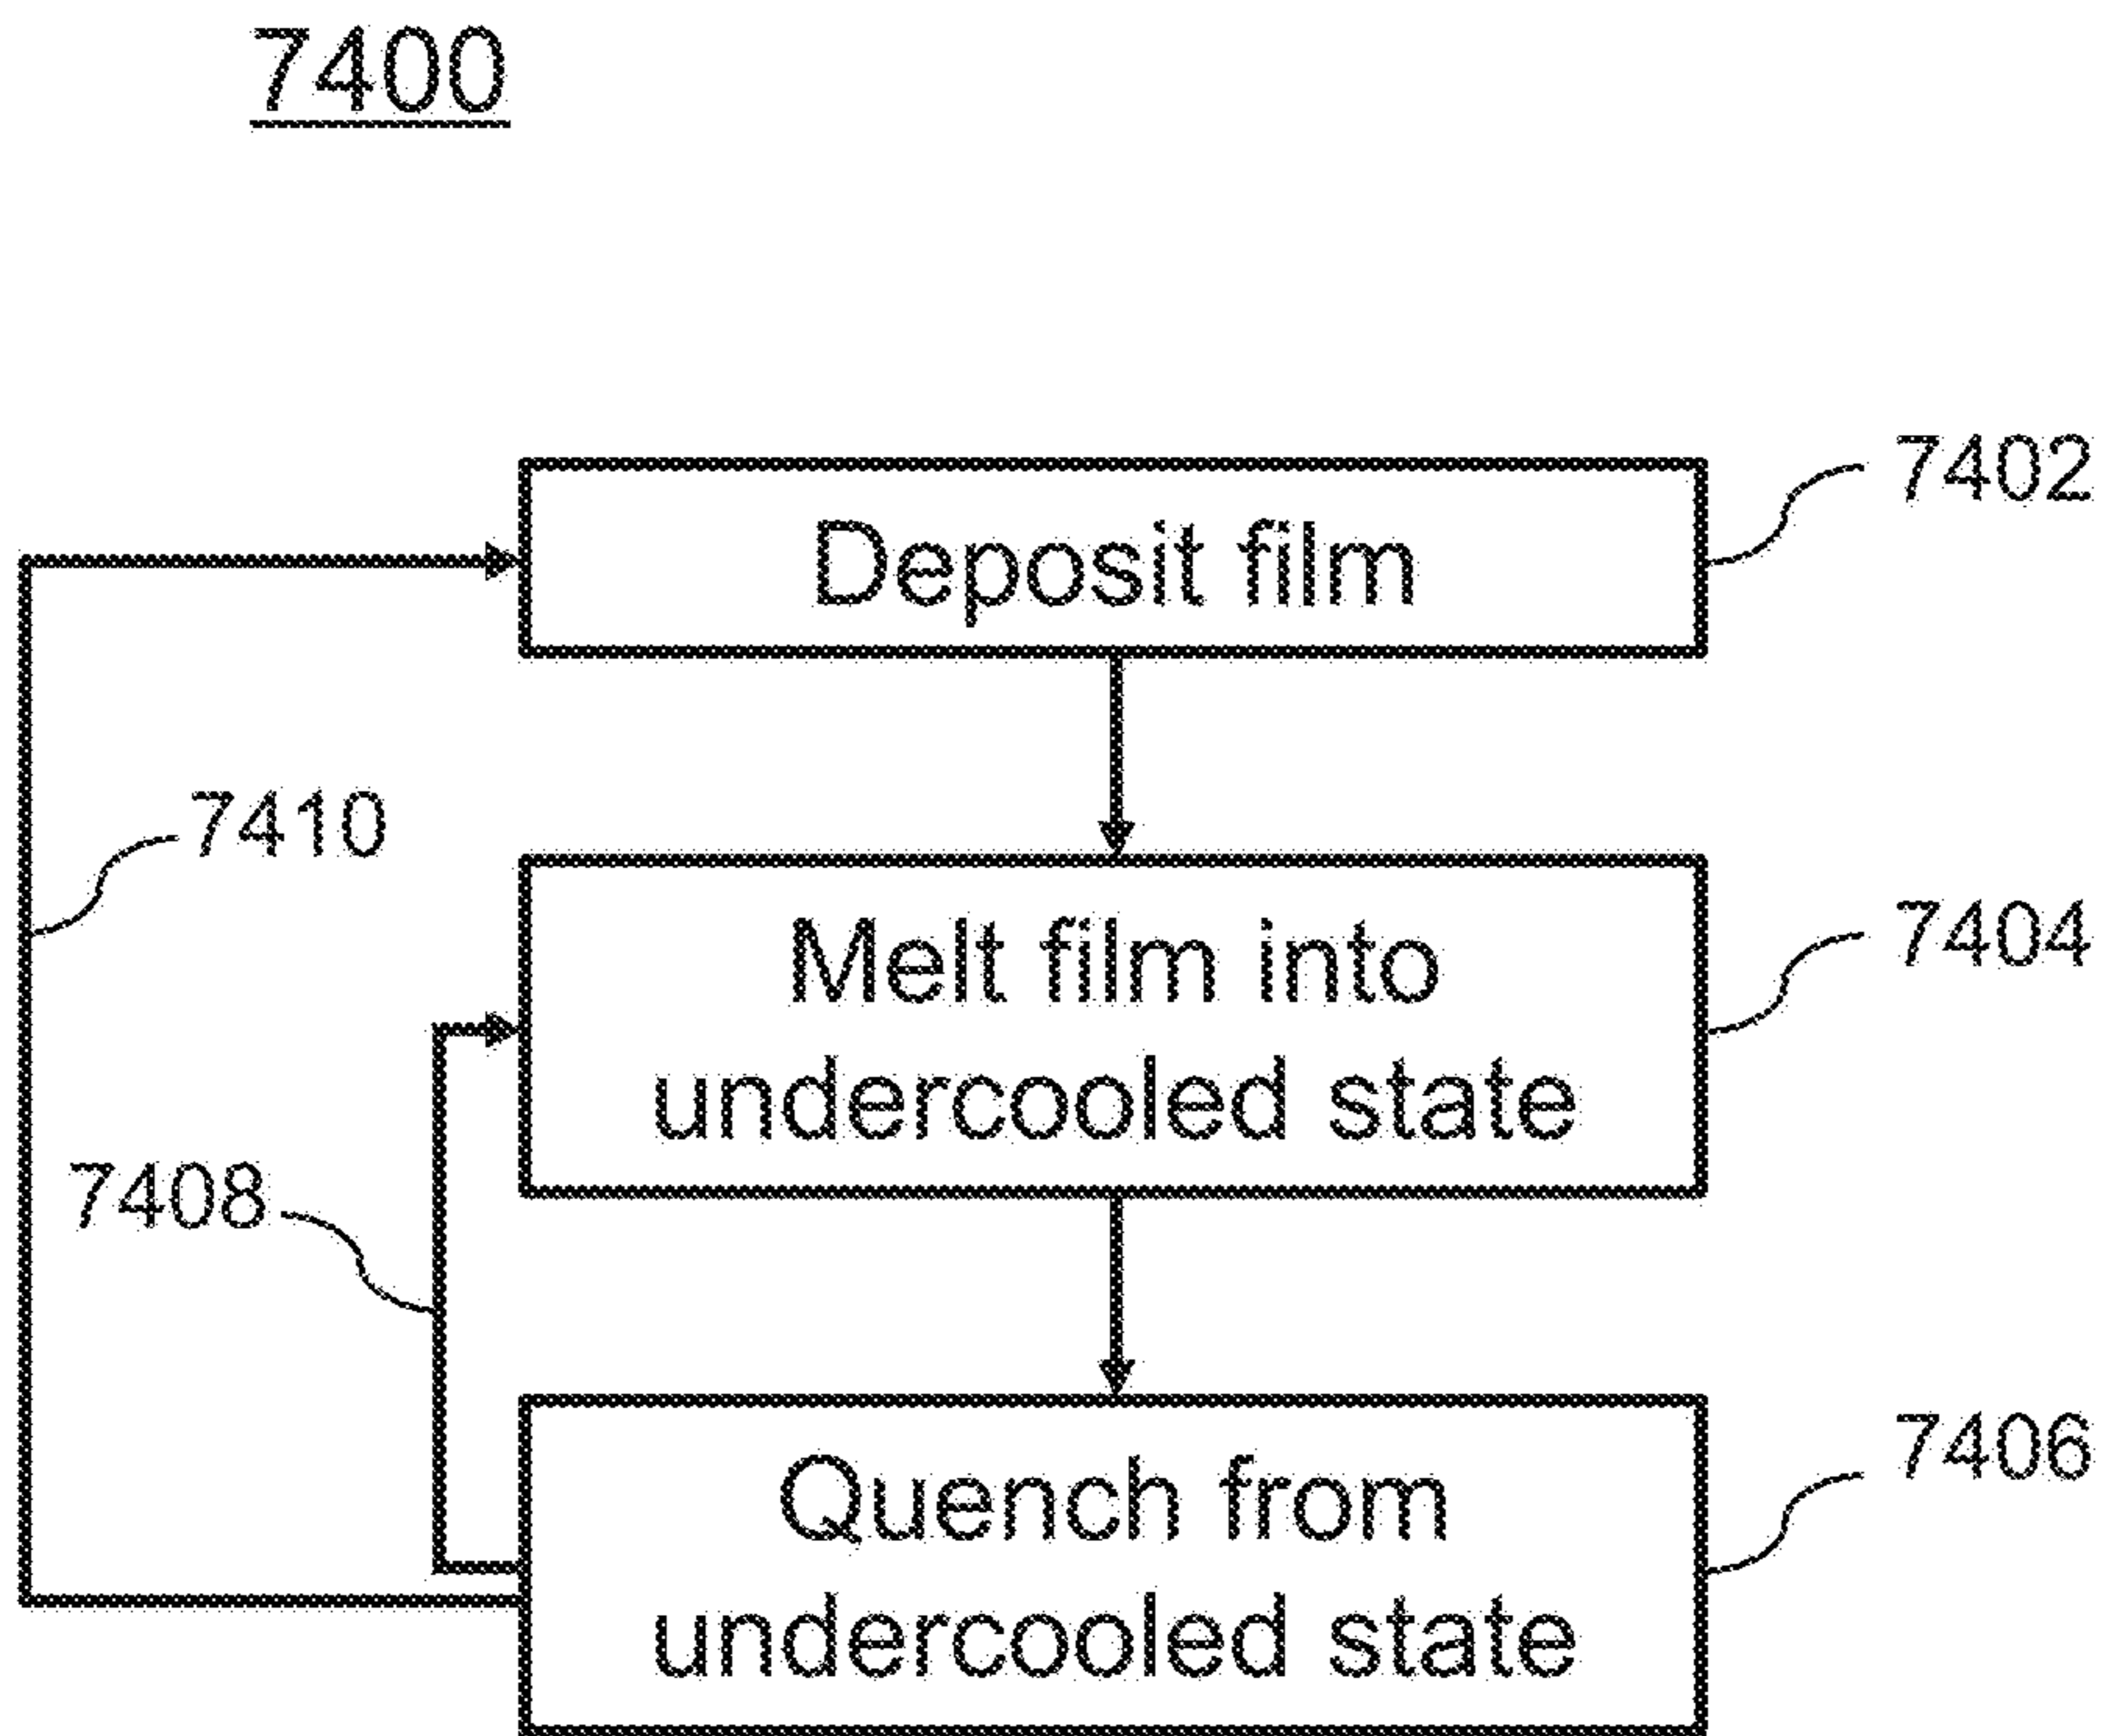 7400
7402
Deposit film
7410
Melt film into
undercooled state
7404
7408
Quench from
undercooled state
7406